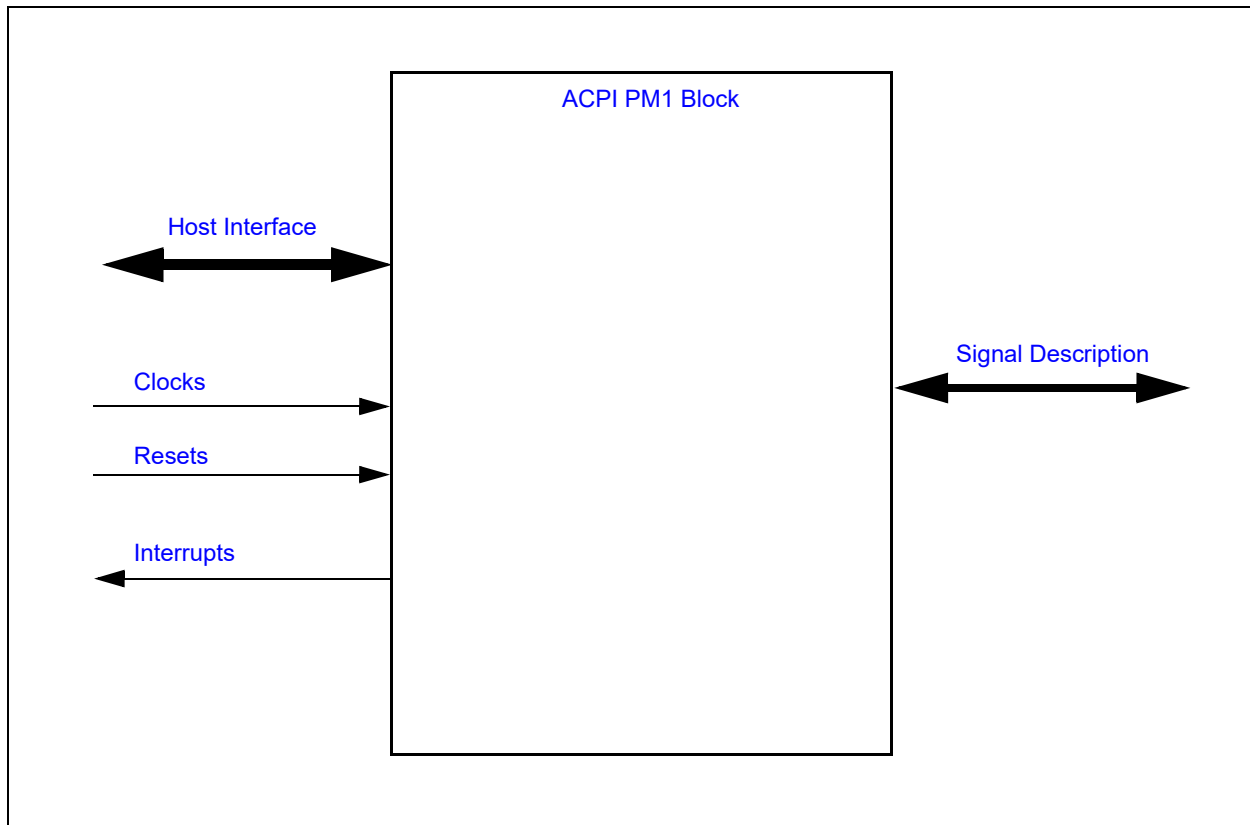 ACPI PM1 Block
Host Interface
Signal Description
Clocks
Resets
Interrupts